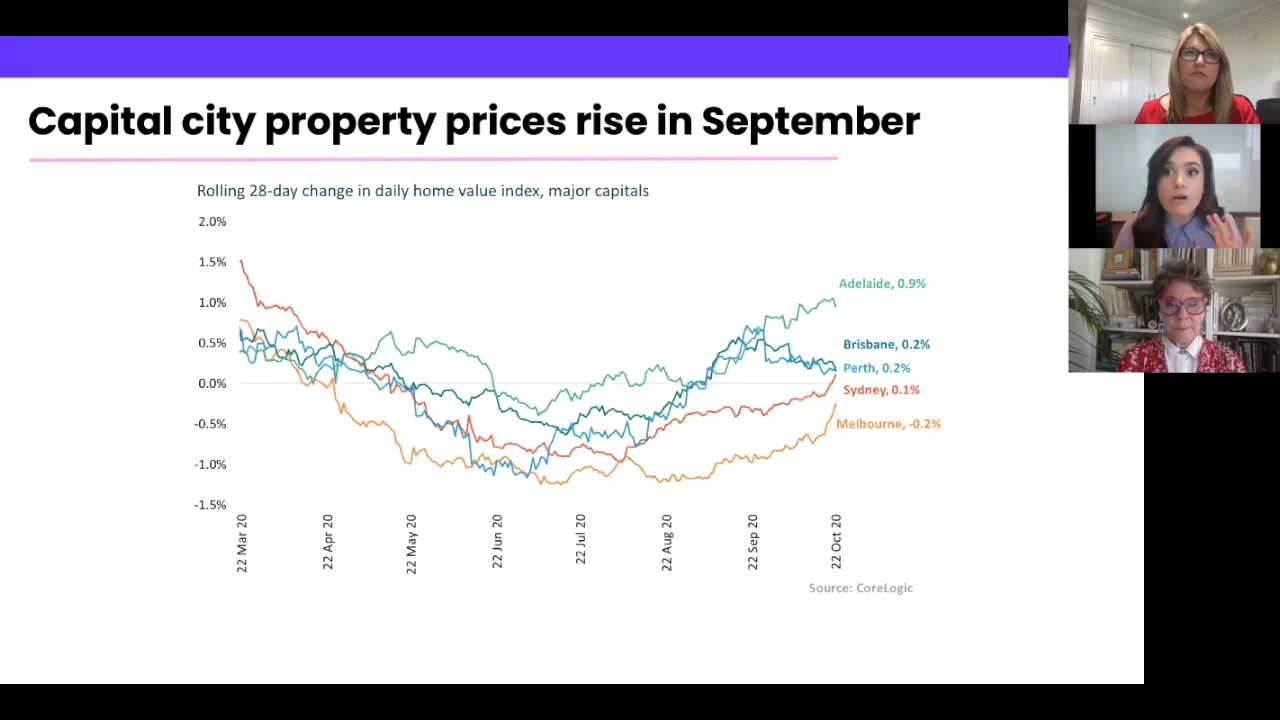 Capital city property prices rise in September
Rolling 28-day change in daily home value index, major capitals
2.0%
1.5%
1.0%
0.5%
0.0%
-0.5%
-1.0%
-1.5%
Adelaide, 0.9%
Brisbane, 0.2%
Perth, 0.2%
Sydney, 0.1%
Melbourne, -0.2%
22 Mar 20
22 Apr 20
22 May 20
22 Jun 20
22 Jul 20
22 Aug 20
22 Sep 20
22 Oct 20
Source: CoreLogic